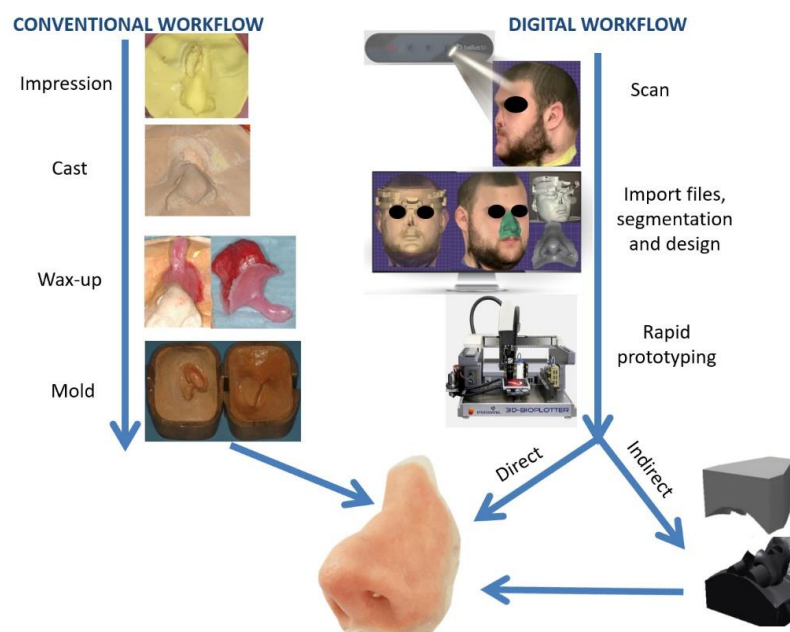 CONVENTIONAL WORKFLOW
Impression
Cast
Wax-up
Mold
DIGITAL WORKFLOW
Scan
Import files,
segmentation
and design
Rapid
prototyping
3D-BIOPLOTTER
Direct
Indirect